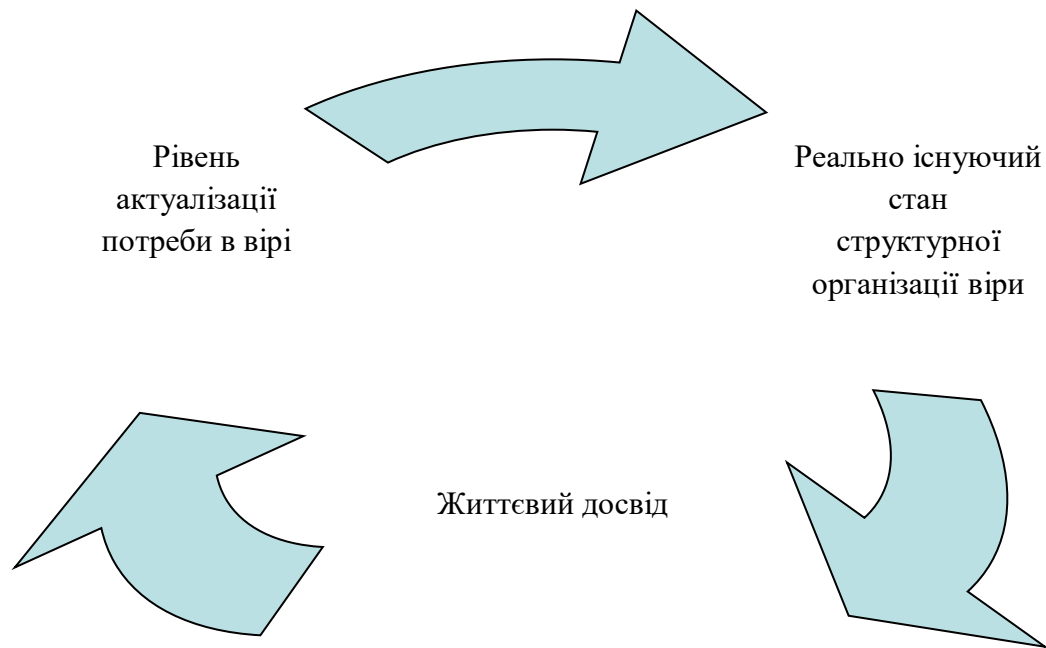 Рівень
актуалізації
потреби в вірі
Реально існуючий
стан
структурної
організації віри
Життєвий досвід